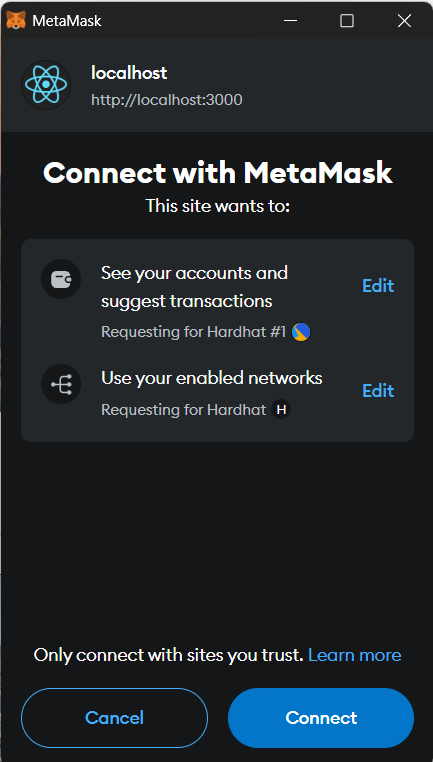 MetaMask
localhost
http://localhost:3000
Connect with MetaMask
This site wants to:
See your accounts and
suggest transactions
Edit
Requesting for Hardhat #1
Use your enabled networks
Edit
Requesting for Hardhat H
Only connect with sites you trust. Learn more
Cancel
Connect